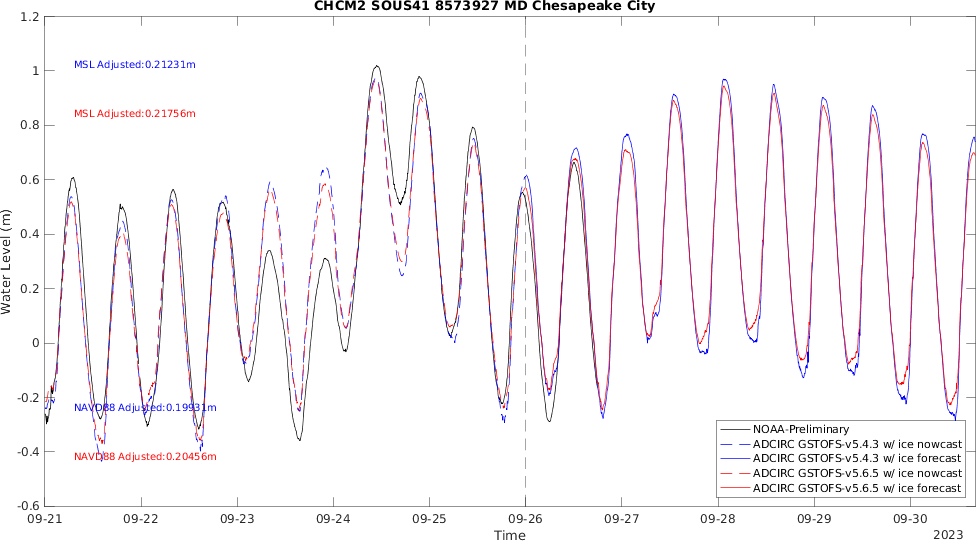 CHCM2 SOUS41 8573927 MD Chesapeake City
1.2
1
0.8
0.6
0.4
0.2
0
-0.2
-0.4
-0.6
Water Level (m)
MSL Adjusted:0.21231m
MSL Adjusted:0.21756m
NAVD88 Adjusted:0.19931m
NAVD88 Adjusted:0.20456m
NOAA-Preliminary
ADCIRC GSTOFS-v5.4.3 w/ ice nowcast
ADCIRC GSTOFS-v5.4.3 w/ ice forecast
ADCIRC GSTOFS-v5.6.5 w/ ice nowcast
ADCIRC GSTOFS-v5.6.5 w/ ice forecast
09-21 09-22 09-23 09-24 09-25 09-26 09-27 09-28 09-29 09-30
Time
2023